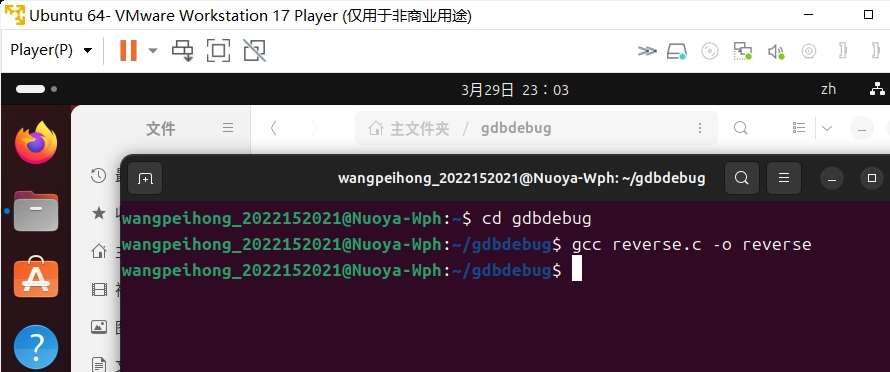 Ubuntu 64- VMware Workstation 17 Player (仅用于非商业用途)
Player(P)
3月29日 23：03
zh
文件
主文件夹 / gdbdebug
wangpeihong_2022152021@Nuoya-Wph: ~/gdbdebug
wangpeihong_2022152021@Nuoya-Wph:~$ cd  gdbdebug
wangpeihong_2022152021@Nuoya-Wph:~/gdbdebug$ gcc reverse.c -o reverse
wangpeihong_2022152021@Nuoya-Wph:~/gdbdebug$